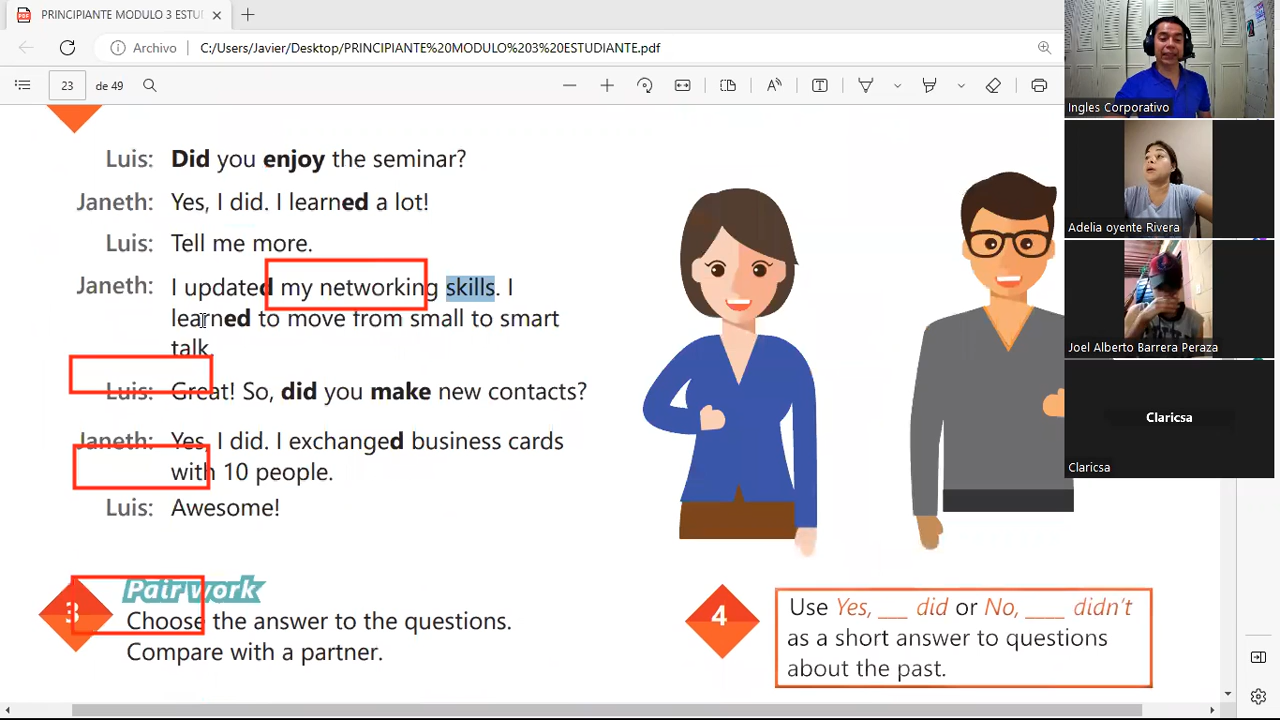 PRINCIPIANTE MODULO 3 ESTU
Archivo
C:/Users/Javier/Desktop/PRINCIPIANTE%20MODULO%203%20ESTUDIANTE.pdf
23 de 49
Luis: Did you enjoy the seminar?
Janeth: Yes, I did. I learned a lot!
Luis: Tell me more.
Janeth: I updated my networking skills. I
learned to move from small to smart
talk.
Luis: Great! So, did you make new contacts?
Janeth: Yes, I did. I exchanged business cards
with 10 people.
Luis: Awesome!
3 Pair work
Choose the answer to the questions.
Compare with a partner.
4
Use Yes, ___ did or No, ____ didn't
as a short answer to questions
about the past.
Ingles Corporativo
Adelia oyente Rivera
Joel Alberto Barrera Peraza
Claricsa
Claricsa